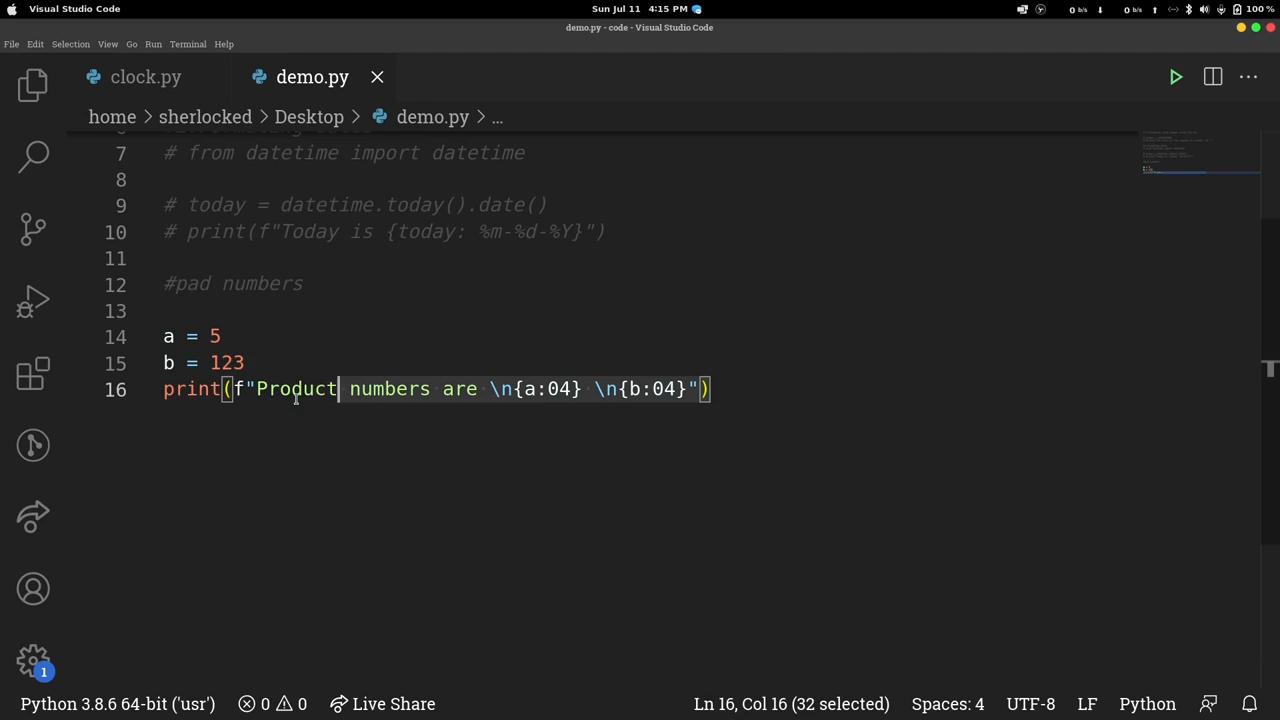 Visual Studio Code
Sun Jul 11 4:15 PM
0 B/s 0 B/s 100 %
demo.py - code - Visual Studio Code
File Edit Selection View Go Run Terminal Help
clock.py demo.py
home > sherlocked > Desktop > demo.py > ...
7 # from datetime import datetime
8
9 # today = datetime.today().date()
10 # print(f"Today is {today: %m-%d-%Y}")
11
12 #pad numbers
13
14 a = 5
15 b = 123
16 print(f"Product numbers are \n{a:04} \n{b:04}")
1
Python 3.8.6 64-bit ('usr') 0 0 Live Share Ln 16, Col 16 (32 selected) Spaces: 4 UTF-8 LF Python